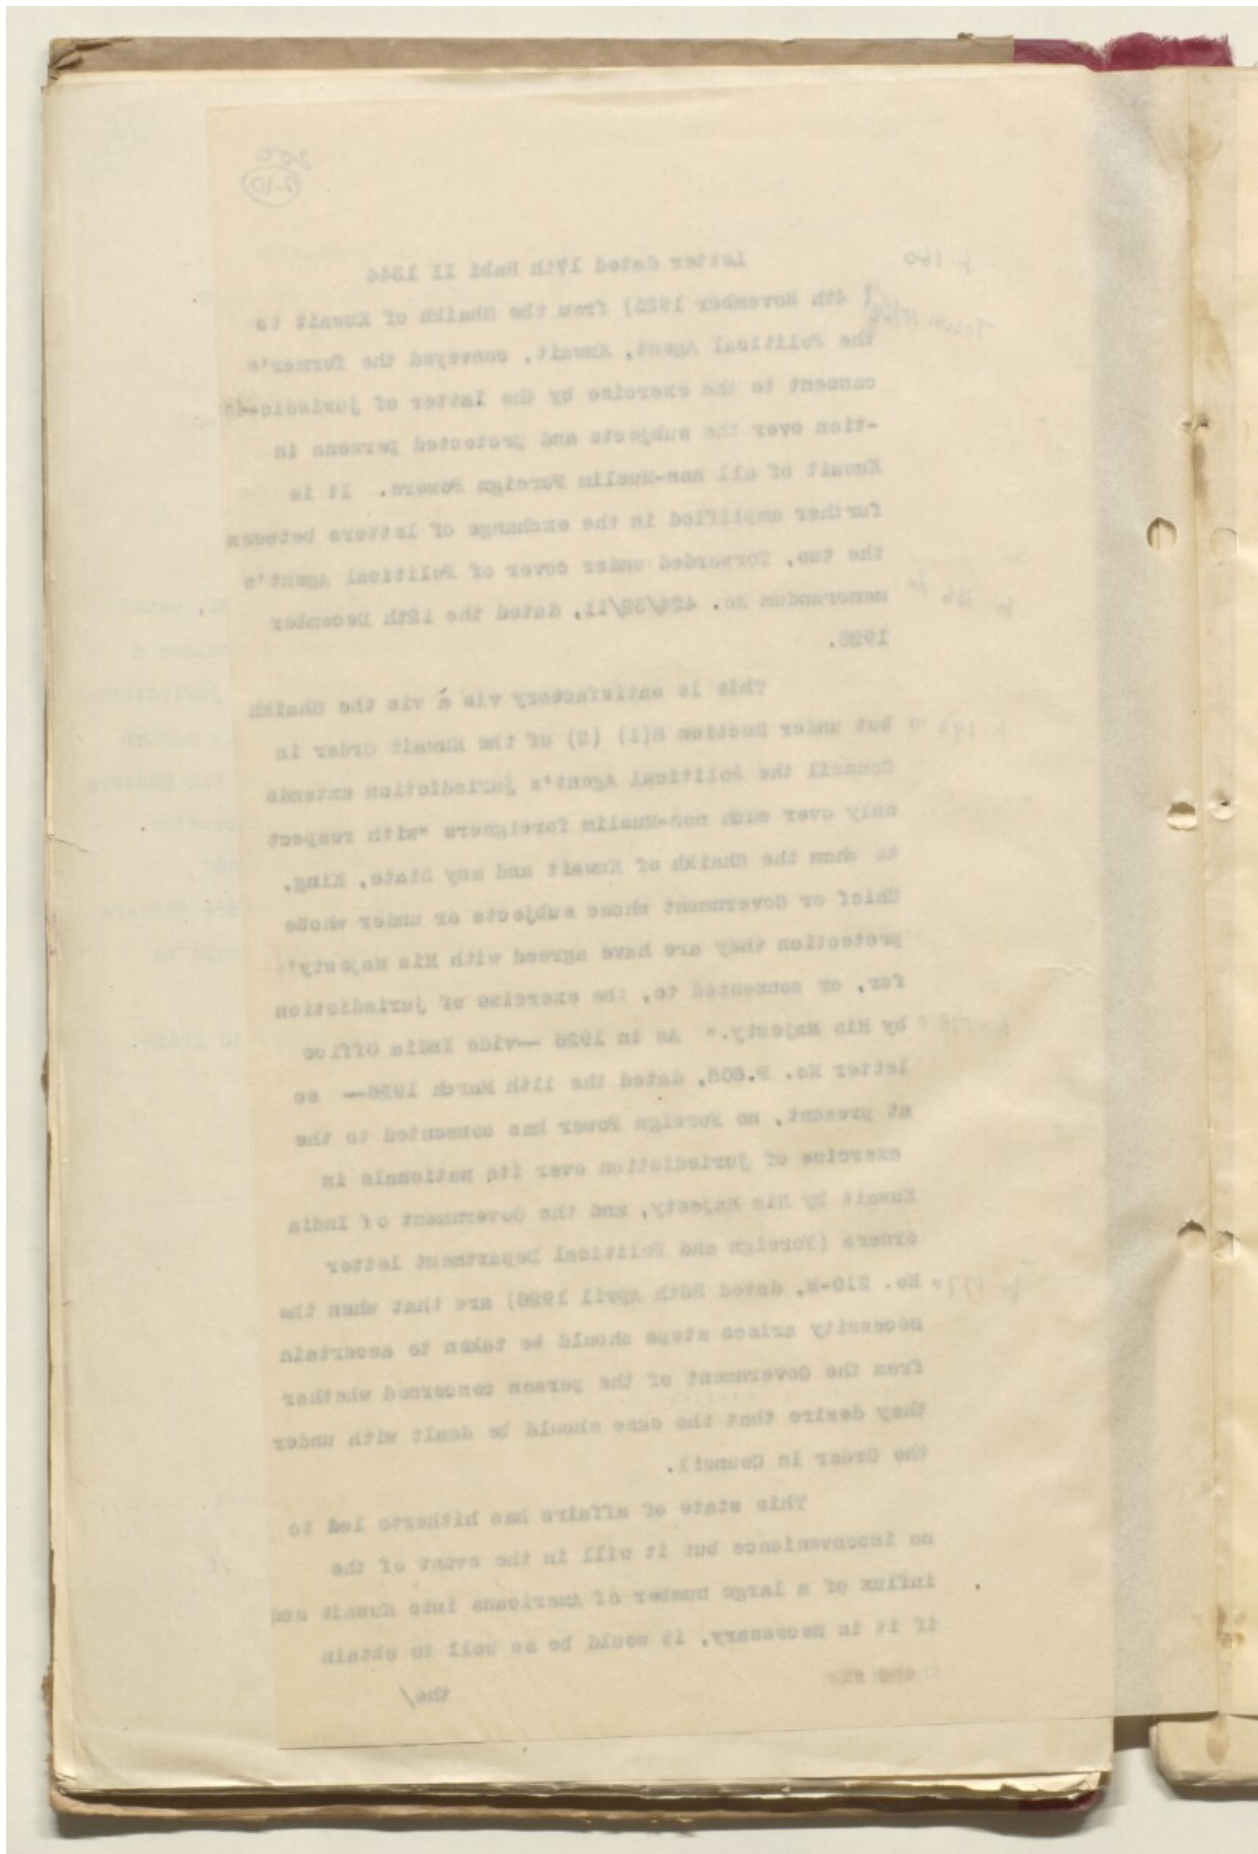 200
210
Letter dated 17th Rabi II 1344
p.160
( 4th November 1925) from the Shaikh of Kuwait to
the Political Agent, Kuwait, conveyed the former's
consent to the exercise by the latter of jurisdic-
-tion over the subjects and protected persons in
Kuwait of all non-Muslim Foreign Powers. It is
further amplified in the exchange of letters between
the two, forwarded under cover of Political Agent's
memorandum No. 424/32/11, dated the 12th December
1925.
This is satisfactory vis à vis the Shaikh
but under Section 8(1) (2) of the Kuwait Order in
Council the Political Agent's jurisdiction extends
only over such non-Muslim foreigners "with respect
to whom the Shaikh of Kuwait and any State, King,
Chief or Government whose subjects or under whose
protection they are have agreed with His Majesty's
for, or consented to, the exercise of jurisdiction
by His Majesty." As in 1926 --vide India Office
letter No. P.808, dated the 11th March 1926-- so
at present, no Foreign Power has consented to the
exercise of jurisdiction over its nationals in
Kuwait by His Majesty, and the Government of India
orders (Foreign and Political Department letter
No. 210-N, dated 26th April 1926) are that when the
necessity arises steps should be taken to ascertain
from the Government of the person concerned whether
they desire that the case should be dealt with under
the Order in Council.
This state of affairs has hitherto led to
no inconvenience but it will in the event of the
influx of a large number of Americans into Kuwait and
if it is necessary, it would be as well to obtain
the/